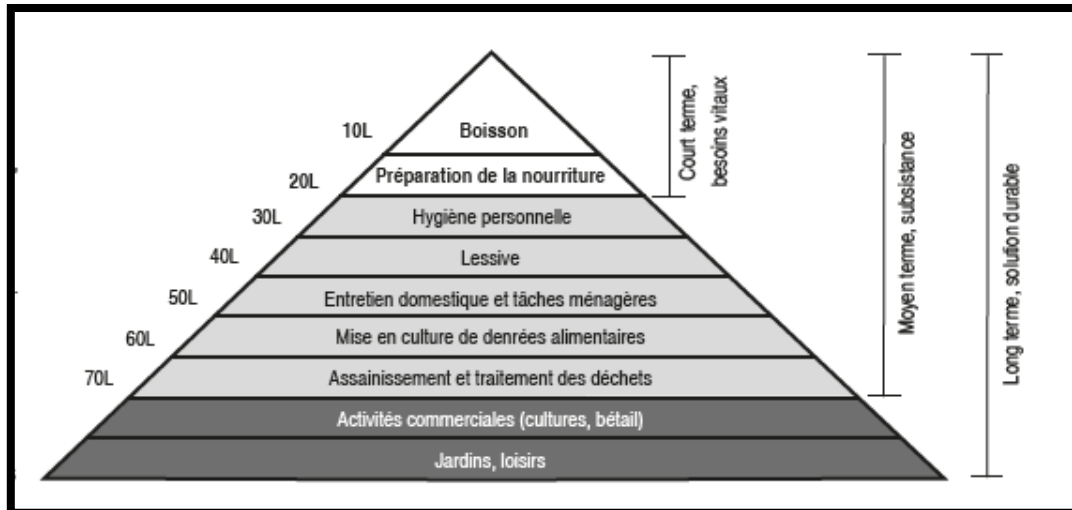 10L
Boisson
20L
Préparation de la nourriture
30L
Hygiène personnelle
40L
Lessive
50L
Entretien domestique et tâches ménagères
60L
Mise en culture de denrées alimentaires
70L
Assainissement et traitement des déchets
Activités commerciales (cultures, bétail)
Jardins, loisirs
Court terme,
besoins vitaux
Moyen terme, subsistance
Long terme, solution durable